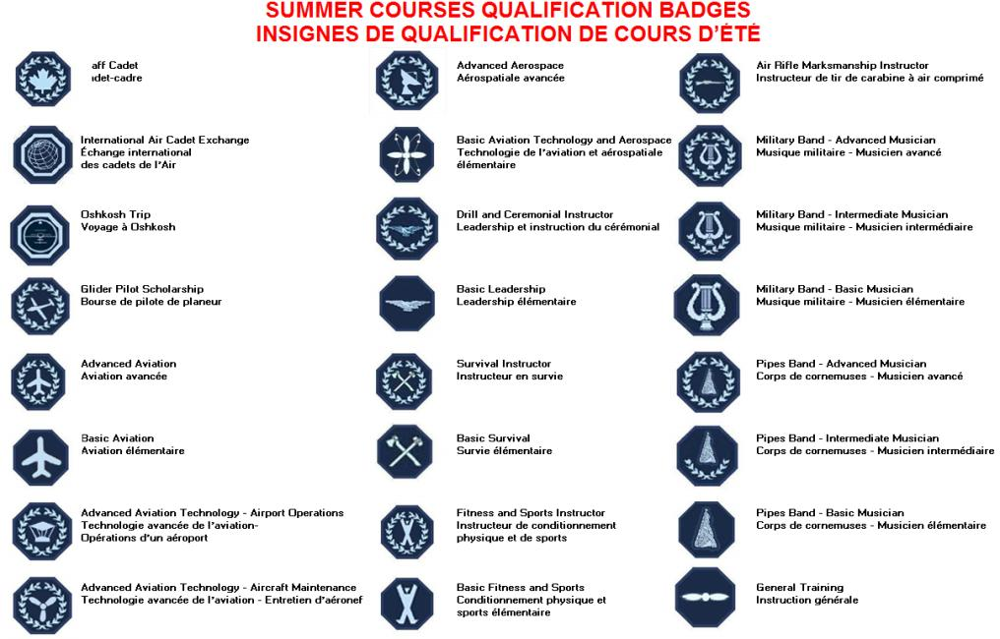 SUMMER COURSES QUALIFICATION BADGES
INSIGNES DE QUALIFICATION DE COURS D'ÉTÉ
aff Cadet
det-cadre
International Air Cadet Exchange
Échange international
des cadets de l'Air
Oshkosh Trip
Voyage à Oshkosh
Glider Pilot Scholarship
Bourse de pilote de planeur
Advanced Aviation
Aviation avancée
Basic Aviation
Aviation élémentaire
Advanced Aviation Technology - Airport Operations
Technologie avancée de l'aviation-
Opérations d'un aéroport
Advanced Aviation Technology - Aircraft Maintenance
Technologie avancée de l'aviation - Entretien d'aéronef
Advanced Aerospace
Aérospatiale avancée
Basic Aviation Technology and Aerospace
Technologie de l'aviation et aérospatiale
élémentaire
Drill and Ceremonial Instructor
Leadership et instruction du cérémonial
Basic Leadership
Leadership élémentaire
Survival Instructor
Instructeur en survie
Basic Survival
Survie élémentaire
Fitness and Sports Instructor
Instructeur de conditionnement
physique et de sports
Basic Fitness and Sports
Conditionnement physique et
sports élémentaire
Air Rifle Marksmanship Instructor
Instructeur de tir de carabine à air comprimé
Military Band - Advanced Musician
Musique militaire - Musicien avancé
Military Band - Intermediate Musician
Musique militaire - Musicien intermédiaire
Military Band - Basic Musician
Musique militaire - Musicien élémentaire
Pipes Band - Advanced Musician
Corps de cornemuses - Musicien avancé
Pipes Band - Intermediate Musician
Corps de cornemuses - Musicien intermédiaire
Pipes Band - Basic Musician
Corps de cornemuses - Musicien élémentaire
General Training
Instruction générale